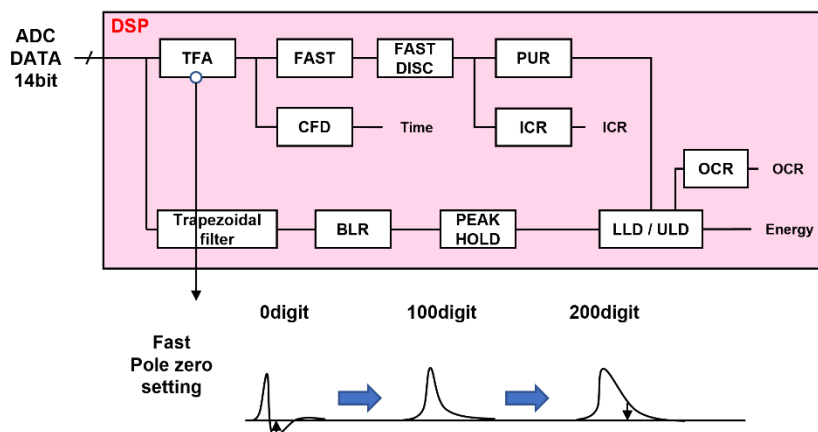 DSP
ADC
DATA
14bit
TFA
FAST
FAST
DISC
PUR
CFD
Time
ICR
ICR
OCR
OCR
Trapezoidal
filter
BLR
PEAK
HOLD
LLD / ULD
Energy
0digit
100digit
200digit
Fast
Pole zero
setting